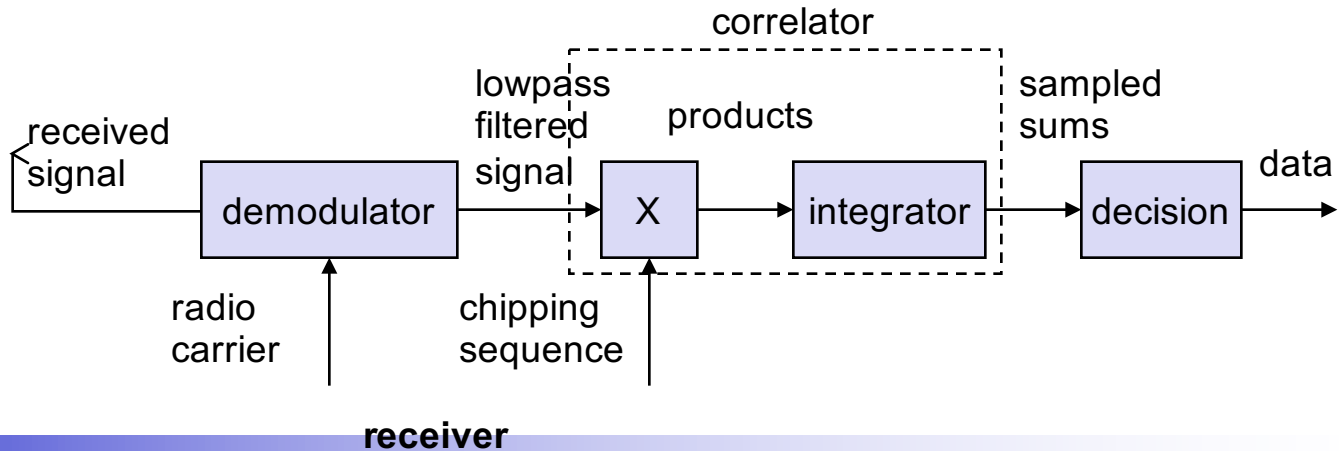 correlator
lowpass
filtered
signal
products
sampled
sums
received
signal
data
demodulator
X
integrator
decision
radio
carrier
chipping
sequence
receiver